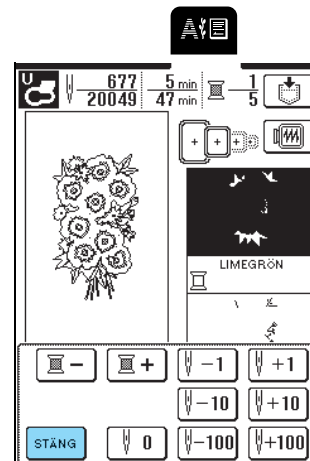 A
677 5 min 1
20049 47 min 5
LIMEGRÖN
− + −1 +1
−10 +10
STÄNG 0 −100 +100